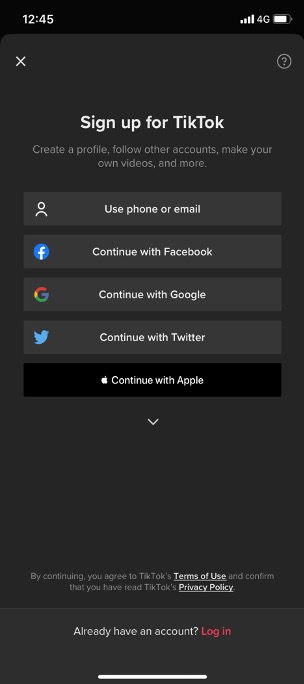 12:45
4G
Sign up for TikTok
Create a profile, follow other accounts, make your
own videos, and more.
Use phone or email
Continue with Facebook
Continue with Google
Continue with Twitter
Continue with Apple
By continuing, you agree to TikTok's Terms of Use and confirm
that you have read TikTok's Privacy Policy.
Already have an account? Log in